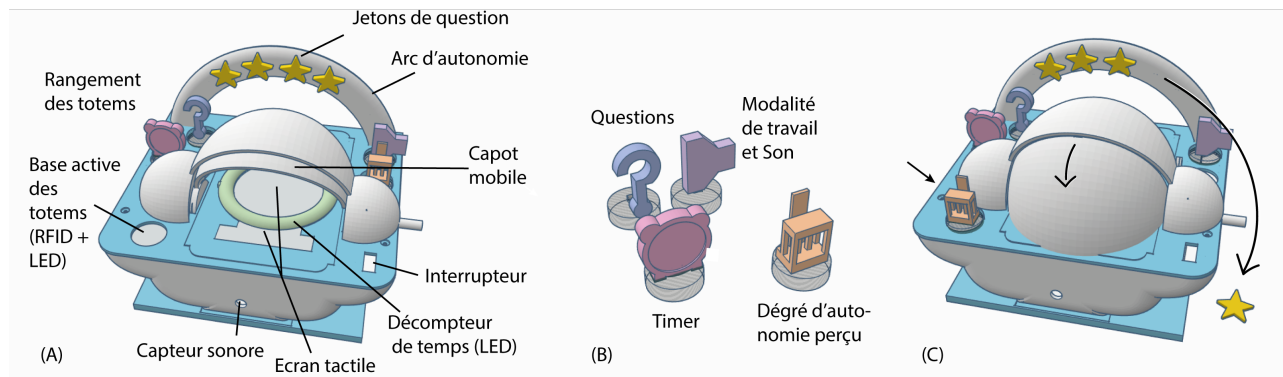 Jetons de question
Arc d'autonomie
Rangement
des totems
Base active
des
totems
(RFID +
LED)
Capot
mobile
Interrupteur
Décompteur
de temps (LED)
Capteur sonore
Ecran tactile
(A)
Questions
Modalité
de travail
et Son
Timer
Dégré d'auto-
nomie perçu
(B)
(C)